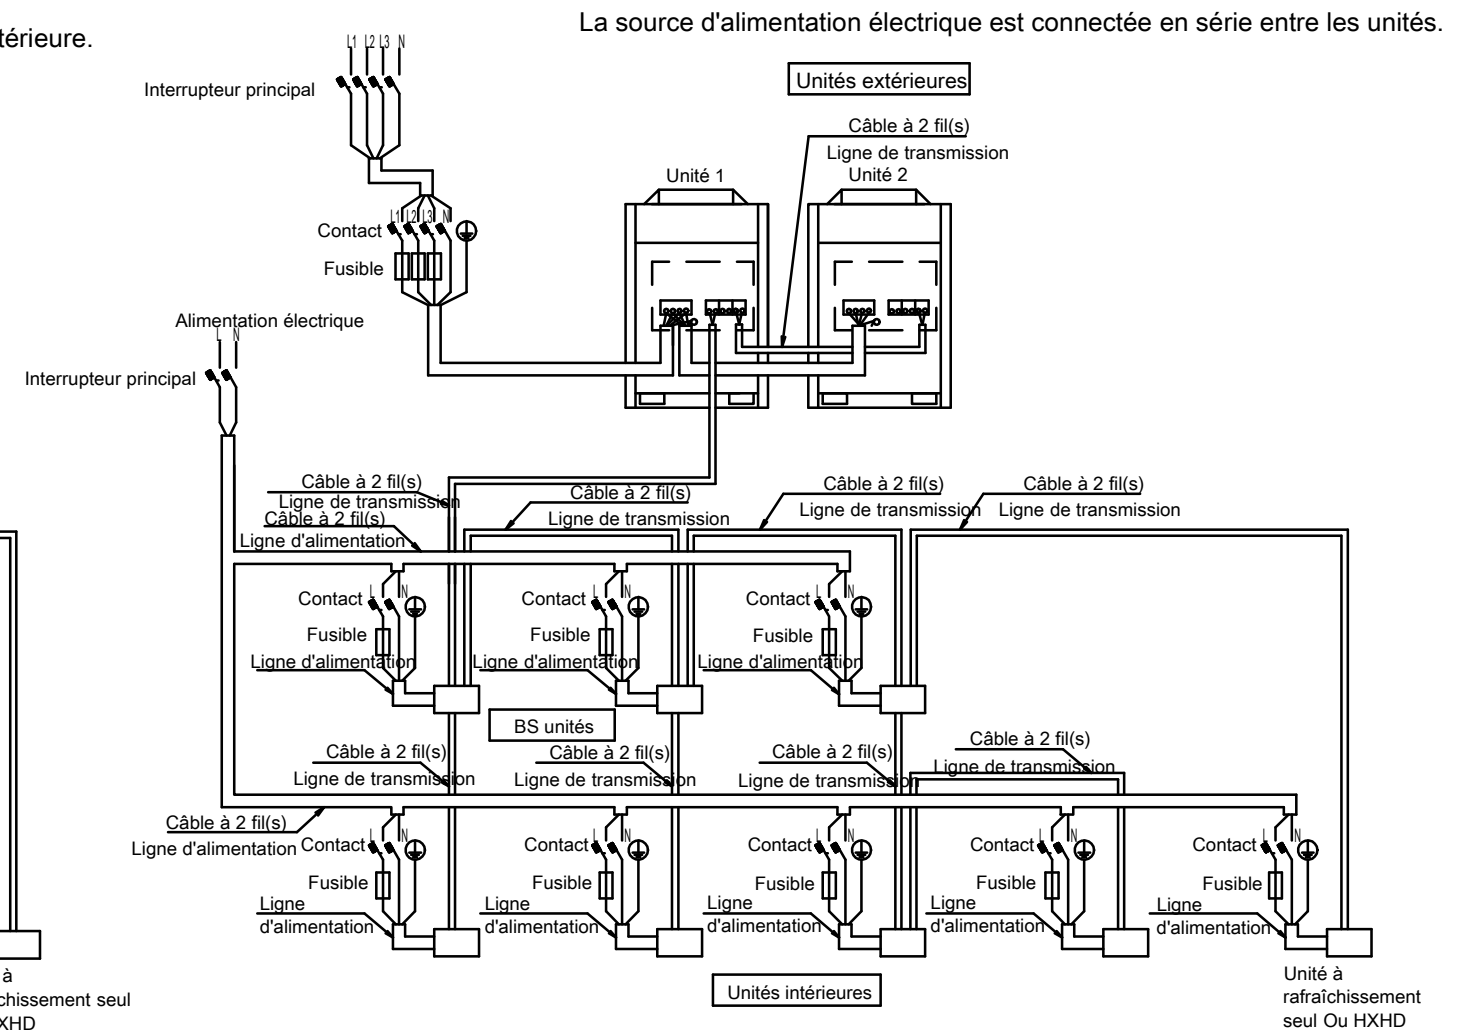 La source d'alimentation électrique est connectée en série entre les unités.
térieure.
L1 L2 L3 N
Interrupteur principal
Unités extérieures
Câble à 2 fil(s)
Ligne de transmission
Unité 1
Unité 2
L1 L2 L3 N
Contact
Fusible
Alimentation électrique
L N
Interrupteur principal
Câble à 2 fil(s)
Ligne de transmission
Câble à 2 fil(s)
Ligne d'alimentation
Câble à 2 fil(s)
Ligne de transmission
Câble à 2 fil(s)
Ligne de transmission
Câble à 2 fil(s)
Ligne de transmission
L N
Contact
Fusible
Ligne d'alimentation
L N
Contact
Fusible
Ligne d'alimentation
L N
Contact
Fusible
Ligne d'alimentation
BS unités
Câble à 2 fil(s)
Ligne de transmission
Câble à 2 fil(s)
Ligne de transmission
Câble à 2 fil(s)
Ligne de transmission
Câble à 2 fil(s)
Ligne de transmission
Câble à 2 fil(s)
Ligne d'alimentation
L N
Contact
Fusible
Ligne
d'alimentation
L N
Contact
Fusible
Ligne
d'alimentation
L N
Contact
Fusible
Ligne
d'alimentation
L N
Contact
Fusible
Ligne
d'alimentation
L N
Contact
Fusible
Ligne
d'alimentation
à
chissement seul
XHD
Unités intérieures
Unité à
rafraîchissement
seul Ou HXHD